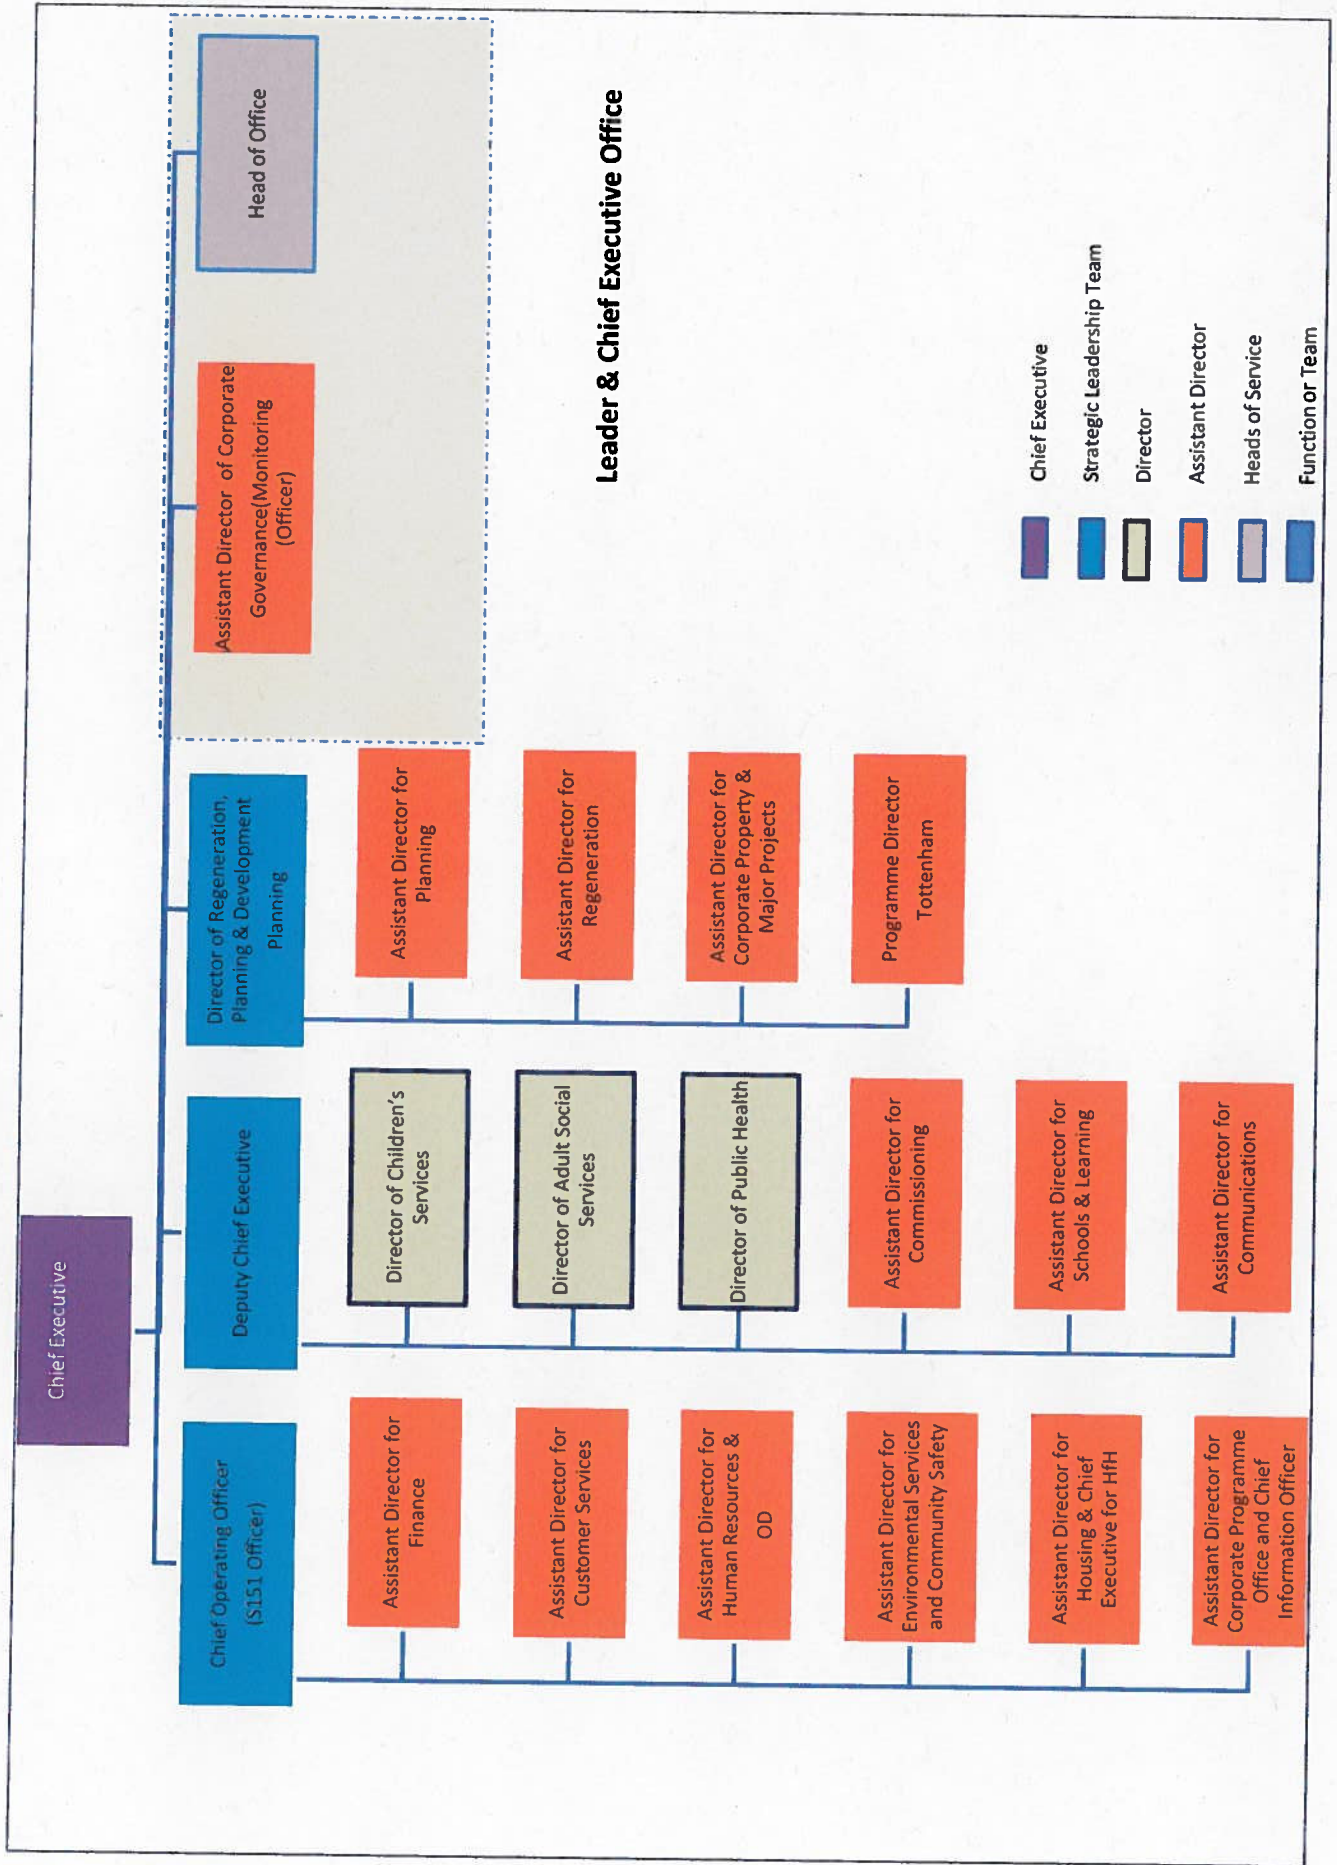 Chief Executive
Chief Operating Officer
(S151 Officer)
Assistant Director for
Finance
Assistant Director for
Customer Services
Assistant Director for
Human Resources &
OD
Assistant Director for
Environmental Services
and Community Safety
Assistant Director for
Housing & Chief
Executive for HfH
Assistant Director for
Corporate Programme
Office and Chief
Information Officer
Deputy Chief Executive
Director of Children's
Services
Director of Adult Social
Services
Director of Public Health
Assistant Director for
Commissioning
Assistant Director for
Schools & Learning
Assistant Director for
Communications
Director of Regeneration,
Planning & Development
Planning
Assistant Director for
Planning
Assistant Director for
Regeneration
Assistant Director for
Corporate Property &
Major Projects
Programme Director
Tottenham
Assistant Director of Corporate
Governance(Monitoring
(Officer)
Head of Office
Leader & Chief Executive Office
Chief Executive
Strategic Leadership Team
Director
Assistant Director
Heads of Service
Function or Team